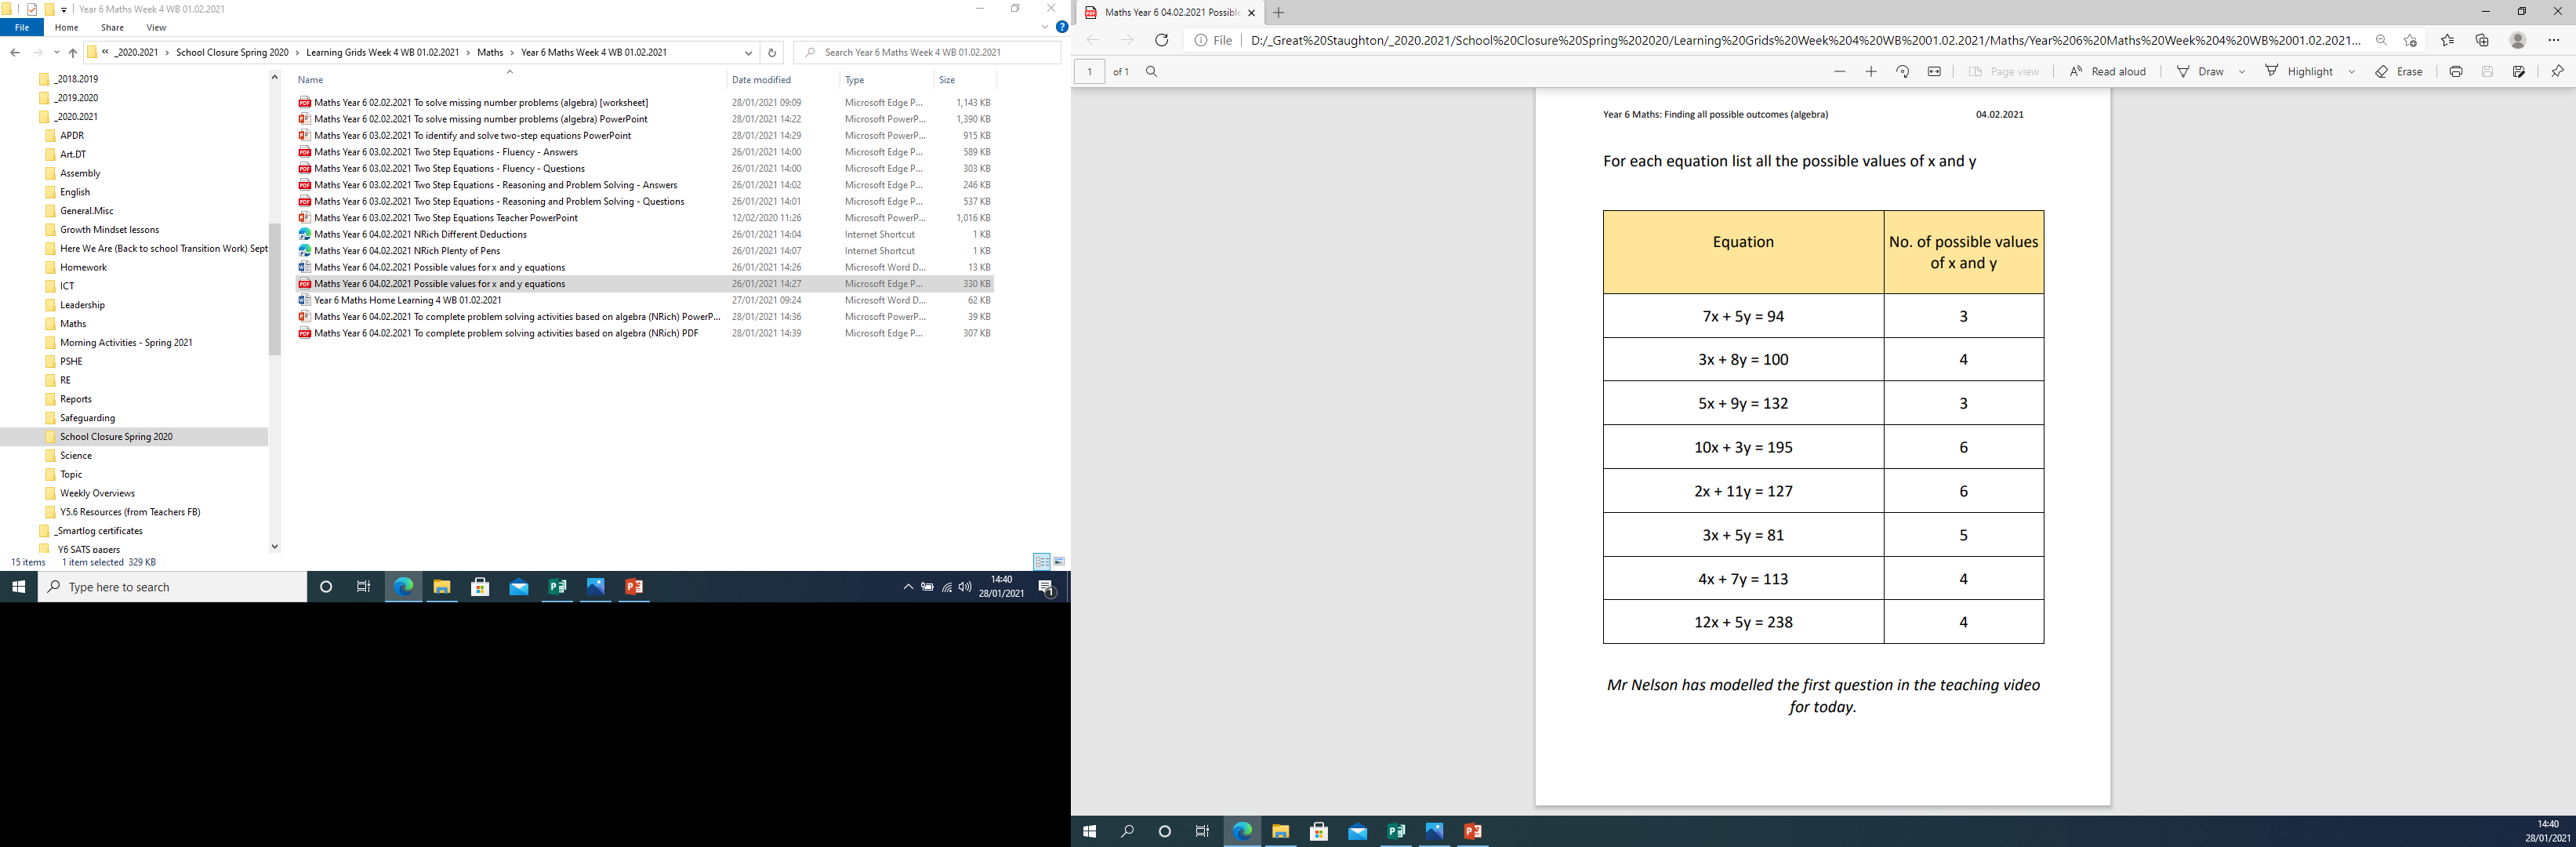 Year 6 Maths Week 4 WB 01.02.2021
File Home Share View
« _2020.2021 › School Closure Spring 2020 › Learning Grids Week 4 WB 01.02.2021 › Maths › Year 6 Maths Week 4 WB 01.02.2021
Search Year 6 Maths Week 4 WB 01.02.2021
_2018.2019
_2019.2020
_2020.2021
APDR
Art.DT
Assembly
English
General.Misc
Growth Mindset lessons
Here We Are (Back to school Transition Work) Sept
Homework
ICT
Leadership
Maths
Morning Activities - Spring 2021
PSHE
RE
Reports
Safeguarding
School Closure Spring 2020
Science
Topic
Weekly Overviews
Y5.6 Resources (from Teachers FB)
_Smartlog certificates
Y6 SATS papers
Name Date modified Type Size
Maths Year 6 02.02.2021 To solve missing number problems (algebra) [worksheet] 28/01/2021 09:09 Microsoft Edge P... 1,143 KB
Maths Year 6 02.02.2021 To solve missing number problems (algebra) PowerPoint 28/01/2021 14:22 Microsoft PowerP... 1,390 KB
Maths Year 6 03.02.2021 To identify and solve two-step equations PowerPoint 28/01/2021 14:29 Microsoft PowerP... 915 KB
Maths Year 6 03.02.2021 Two Step Equations - Fluency - Answers 26/01/2021 14:00 Microsoft Edge P... 589 KB
Maths Year 6 03.02.2021 Two Step Equations - Fluency - Questions 26/01/2021 14:00 Microsoft Edge P... 303 KB
Maths Year 6 03.02.2021 Two Step Equations - Reasoning and Problem Solving - Answers 26/01/2021 14:02 Microsoft Edge P... 246 KB
Maths Year 6 03.02.2021 Two Step Equations - Reasoning and Problem Solving - Questions 26/01/2021 14:01 Microsoft Edge P... 537 KB
Maths Year 6 03.02.2021 Two Step Equations Teacher PowerPoint 12/02/2020 11:26 Microsoft PowerP... 1,016 KB
Maths Year 6 04.02.2021 NRich Different Deductions 26/01/2021 14:04 Internet Shortcut 1 KB
Maths Year 6 04.02.2021 NRich Plenty of Pens 26/01/2021 14:07 Internet Shortcut 1 KB
Maths Year 6 04.02.2021 Possible values for x and y equations 26/01/2021 14:26 Microsoft Word D... 13 KB
Maths Year 6 04.02.2021 Possible values for x and y equations 26/01/2021 14:27 Microsoft Edge P... 330 KB
Year 6 Maths Home Learning 4 WB 01.02.2021 27/01/2021 09:24 Microsoft Word D... 62 KB
Maths Year 6 04.02.2021 To complete problem solving activities based on algebra (NRich) PowerP... 28/01/2021 14:36 Microsoft PowerP... 39 KB
Maths Year 6 04.02.2021 To complete problem solving activities based on algebra (NRich) PDF 28/01/2021 14:39 Microsoft Edge P... 307 KB
15 items 1 item selected 329 KB
Type here to search
14:40
28/01/2021
Maths Year 6 04.02.2021 Possible
File D:/_Great%20Staughton/_2020.2021/School%20Closure%20Spring%202020/Learning%20Grids%20Week%204%20WB%2001.02.2021/Maths/Year%206%20Maths%20Week%204%20WB%2001.02.2021...
1 of 1 Page view Read aloud Draw Highlight Erase
Year 6 Maths: Finding all possible outcomes (algebra) 04.02.2021
For each equation list all the possible values of x and y
Equation No. of possible values
of x and y
7x + 5y = 94 3
3x + 8y = 100 4
5x + 9y = 132 3
10x + 3y = 195 6
2x + 11y = 127 6
3x + 5y = 81 5
4x + 7y = 113 4
12x + 5y = 238 4
Mr Nelson has modelled the first question in the teaching video
for today.
14:40
28/01/2021